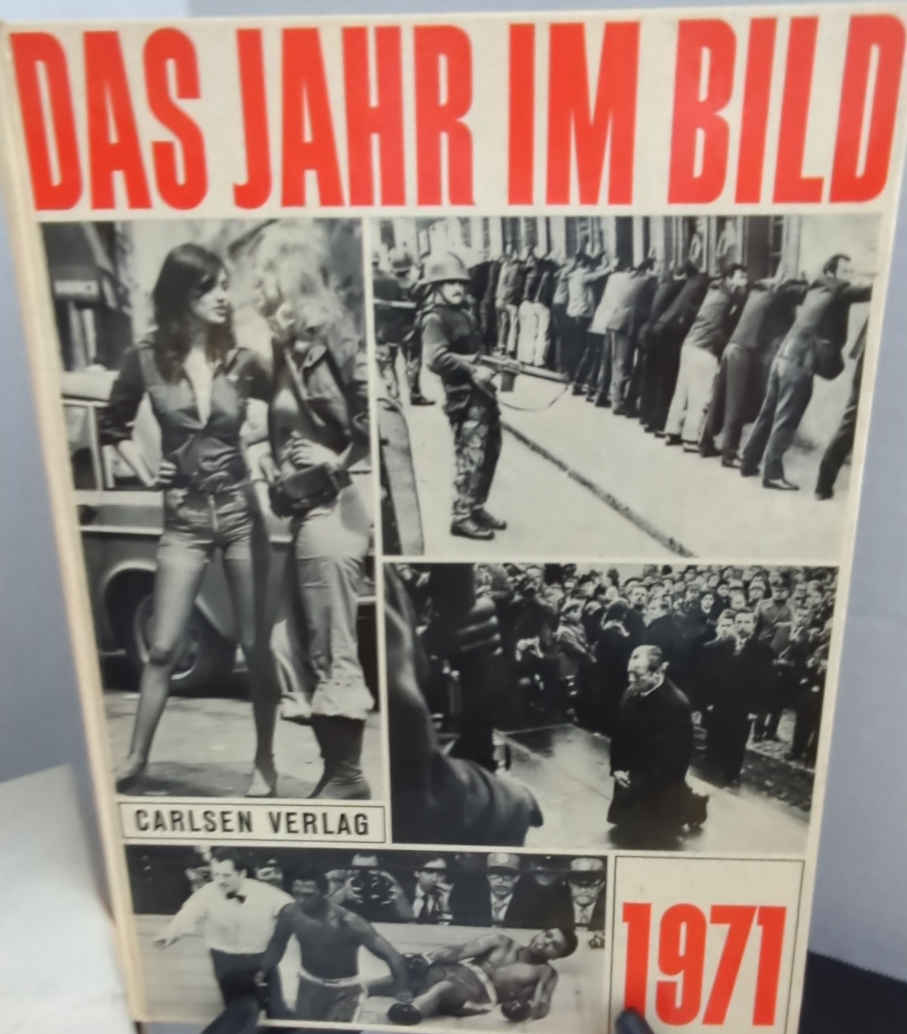 DAS JAHR IM BILD
CARLSEN VERLAG
1971